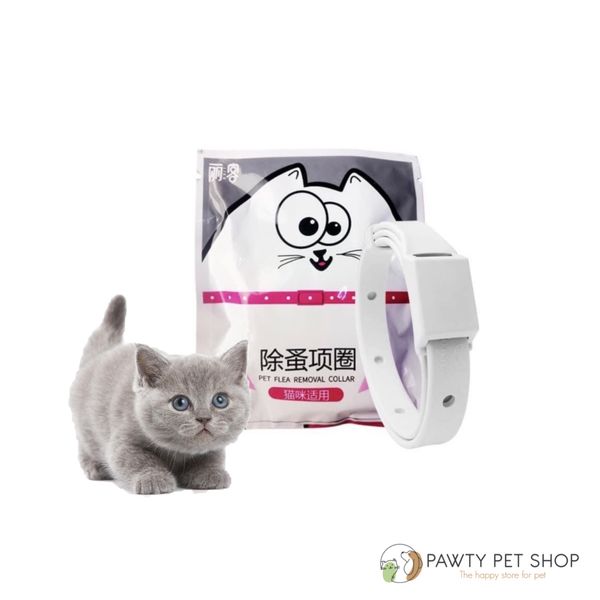 丽客
除蚤项圈
PET FLEA REMOVAL COLLAR
猫咪适用
PAWTY PET SHOP
The happy store for pet